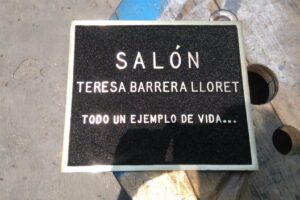 SALÓN
TERESA BARRERA LLORET
TODO UN EJEMPLO DE VIDA...